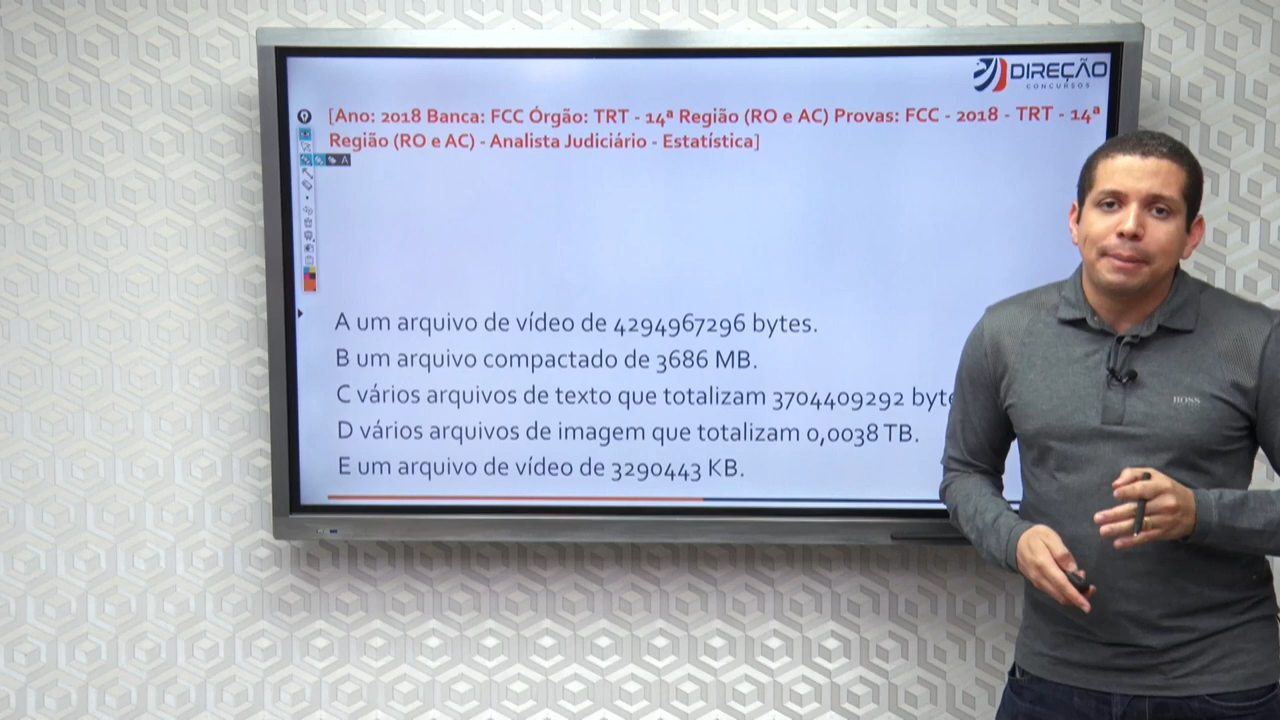 DIREÇÃO
CONCURSOS
[Ano: 2018 Banca: FCC Órgão: TRT - 14ª Região (RO e AC) Provas: FCC - 2018 - TRT - 14ª
Região (RO e AC) - Analista Judiciário - Estatística]
A
A um arquivo de vídeo de 4294967296 bytes.
B um arquivo compactado de 3686 MB.
C vários arquivos de texto que totalizam 3704409292 byte
D vários arquivos de imagem que totalizam 0,0038 TB.
E um arquivo de vídeo de 3290443 KB.
BOSS